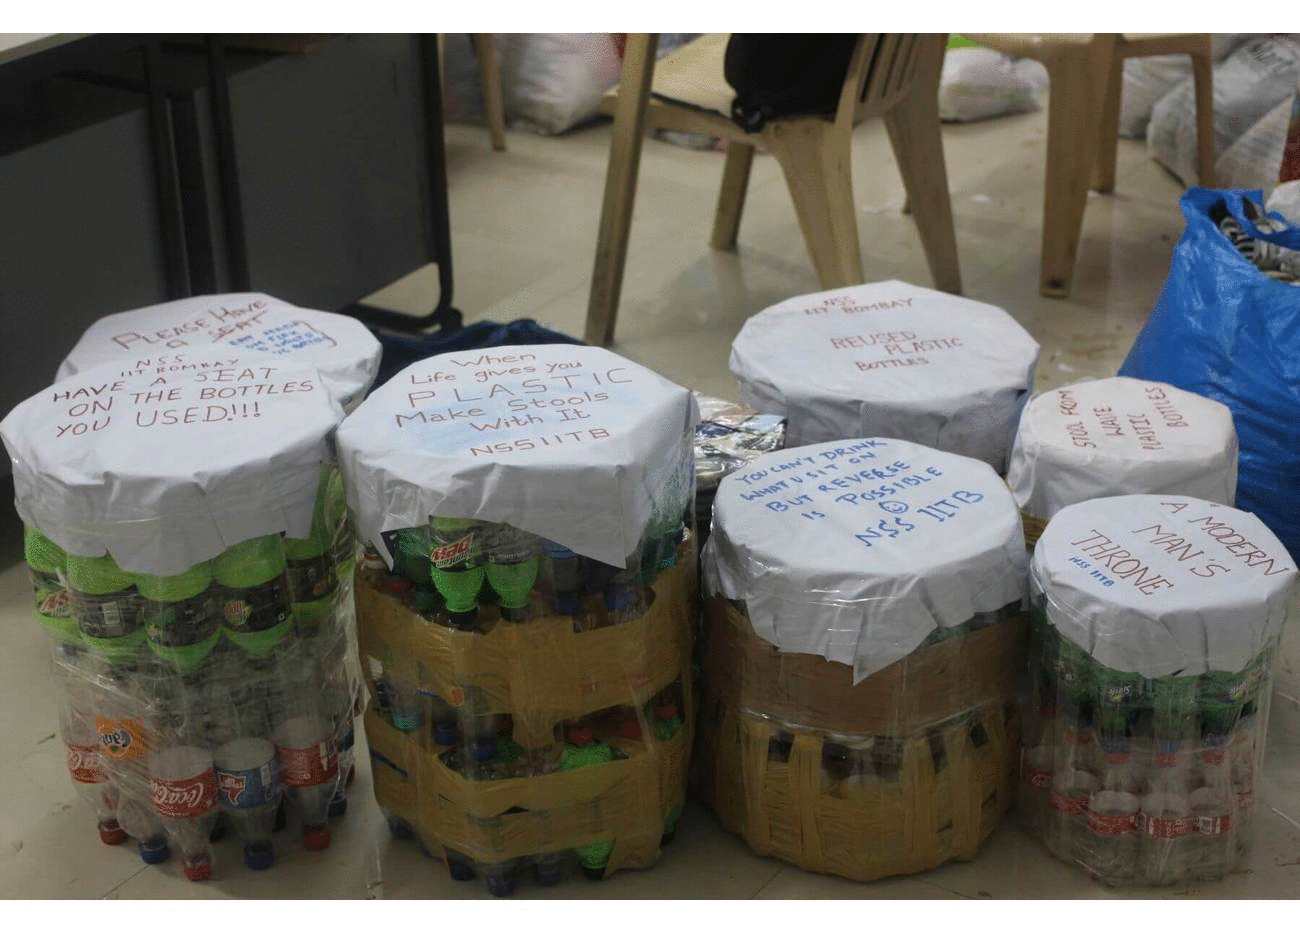 PLEASE HAVE
A SEAT
NSS
IIT BOMBAY
HAVE A SEAT
ON THE BOTTLES
YOU USED!!!
When
Life gives you
PLASTIC
Make Stools
With It
NSS IITB
NSS
IIT BOMBAY
REUSED
PLASTIC
BOTTLES
YOU CAN'T DRINK
WHAT U SIT ON
BUT REVERSE
IS POSSIBLE
NSS IITB
STOOL FROM
BOTTLES
A MODERN
MAN'S
THRONE
NSS IITB
Coca-Cola